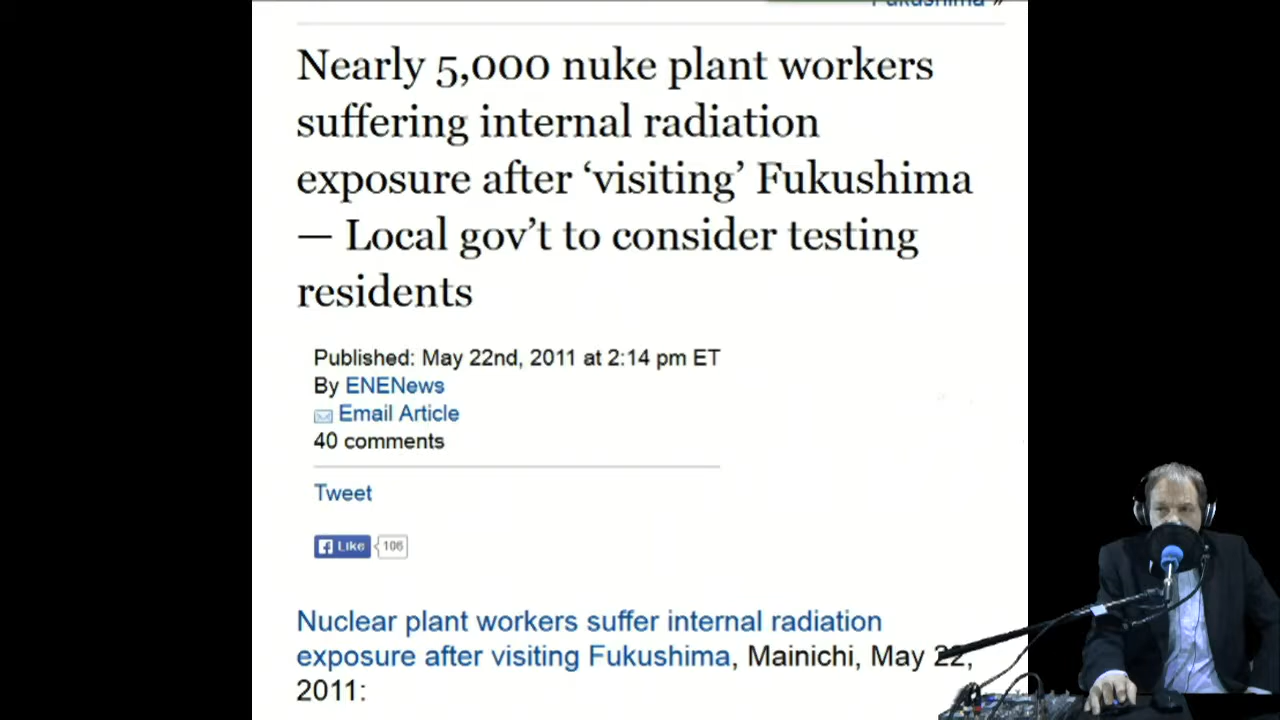 Fukushima »
Nearly 5,000 nuke plant workers
suffering internal radiation
exposure after ‘visiting’ Fukushima
— Local gov’t to consider testing
residents
Published: May 22nd, 2011 at 2:14 pm ET
By ENENews
Email Article
40 comments
Tweet
Like 106
Nuclear plant workers suffer internal radiation
exposure after visiting Fukushima, Mainichi, May 22,
2011: